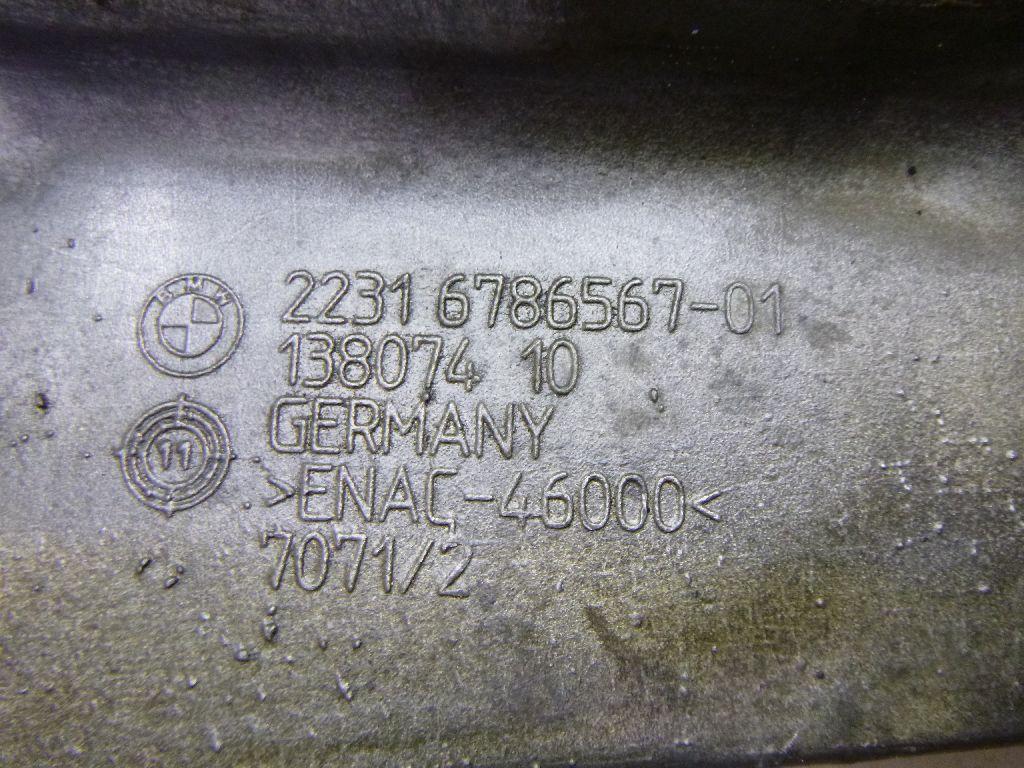 BMW
2231 6786567-01
138074 10
GERMANY
11
>ENAC-46000<
7071/2